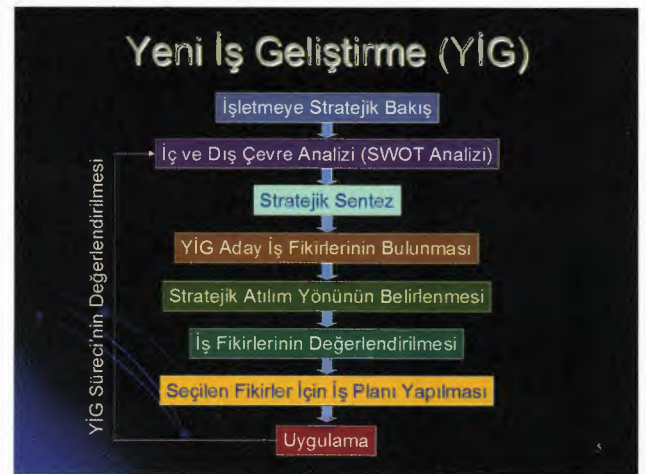 Yeni İş Geliştirme (YİG)
İşletmeye Stratejik Bakış
İç ve Dış Çevre Analizi (SWOT Analizi)
Stratejik Sentez
YİG Aday İş Fikirlerinin Bulunması
Stratejik Atılım Yönünün Belirlenmesi
İş Fikirlerinin Değerlendirilmesi
Seçilen Fikirler İçin İş Planı Yapılması
Uygulama
YİG Süreci'nin Değerlendirilmesi
5